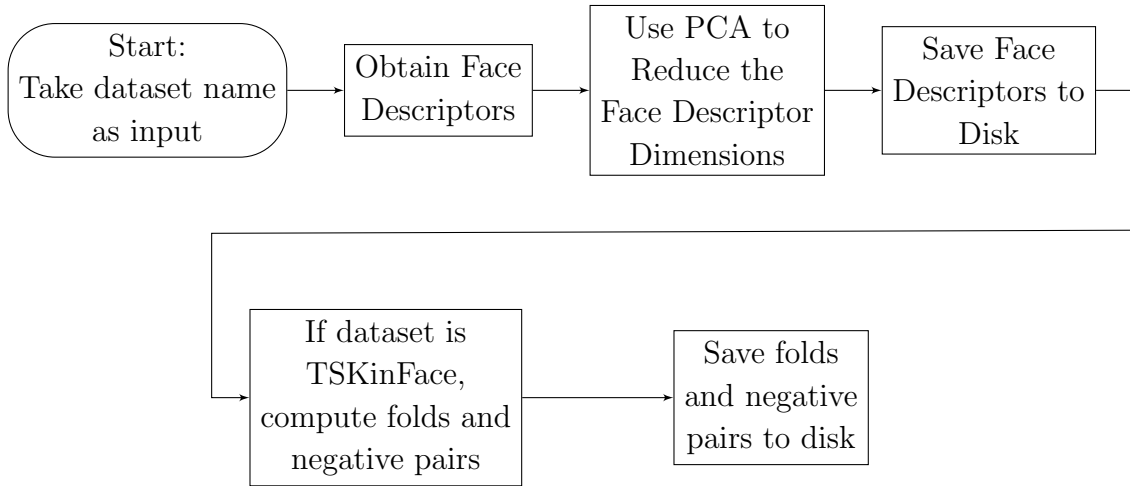 Start:
Take dataset name
as input
Obtain Face
Descriptors
Use PCA to
Reduce the
Face Descriptor
Dimensions
Save Face
Descriptors to
Disk
If dataset is
TSKinFace,
compute folds and
negative pairs
Save folds
and negative
pairs to disk